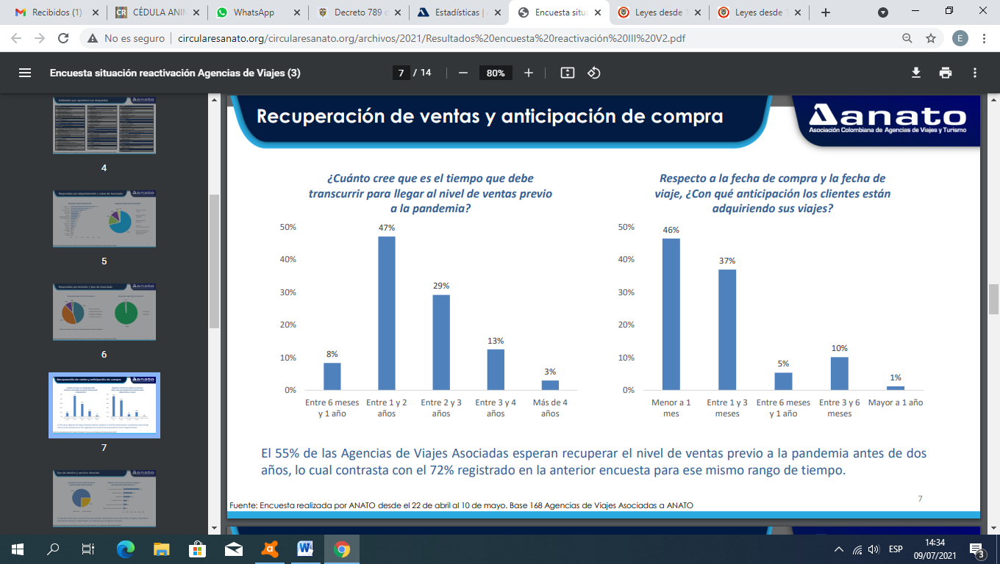 Recibidos (1)
CÉDULA ANIM
WhatsApp
Decreto 789 d
Estadísticas |
Encuesta situ
Leyes desde 1
Leyes desde 1
No es seguro | circularesanato.org/circularesanato.org/archivos/2021/Resultados%20encuesta%20reactivación%20III%20V2.pdf
E
Encuesta situación reactivación Agencias de Viajes (3)
7 / 14
80%
4
5
6
7
Recuperación de ventas y anticipación de compra
anato
Asociación Colombiana de Agencias de Viajes y Turismo
¿Cuánto cree que es el tiempo que debe
transcurrir para llegar al nivel de ventas previo
a la pandemia?
50%
40%
30%
20%
10%
0%
8%
47%
29%
13%
3%
Entre 6 meses
y 1 año
Entre 1 y 2
años
Entre 2 y 3
años
Entre 3 y 4
años
Más de 4
años
Respecto a la fecha de compra y la fecha de
viaje, ¿Con qué anticipación los clientes están
adquiriendo sus viajes?
50%
40%
30%
20%
10%
0%
46%
37%
5%
10%
1%
Menor a 1
mes
Entre 1 y 3
meses
Entre 6 meses
y 1 año
Entre 3 y 6
meses
Mayor a 1 año
El 55% de las Agencias de Viajes Asociadas esperan recuperar el nivel de ventas previo a la pandemia antes de dos
años, lo cual contrasta con el 72% registrado en la anterior encuesta para ese mismo rango de tiempo.
7
Fuente: Encuesta realizada por ANATO desde el 22 de abril al 10 de mayo. Base 168 Agencias de Viajes Asociadas a ANATO
ESP
14:34
09/07/2021
3